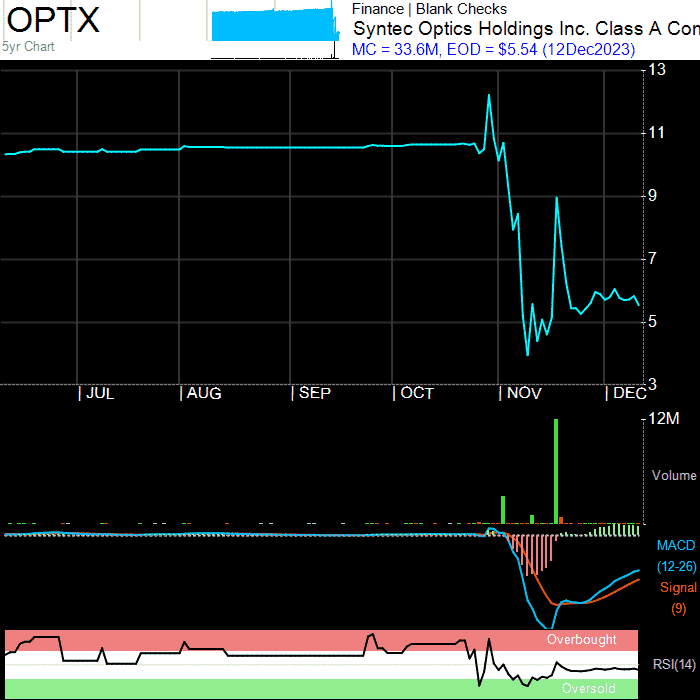 OPTX
5yr Chart
Finance | Blank Checks
Syntec Optics Holdings Inc. Class A Con
MC = 33.6M, EOD = $5.54 (12Dec2023)
13
11
9
7
5
3
| JUL | AUG | SEP | OCT | NOV | DEC
12M
Volume
MACD
(12-26)
Signal
(9)
Overbought
RSI(14)
Oversold